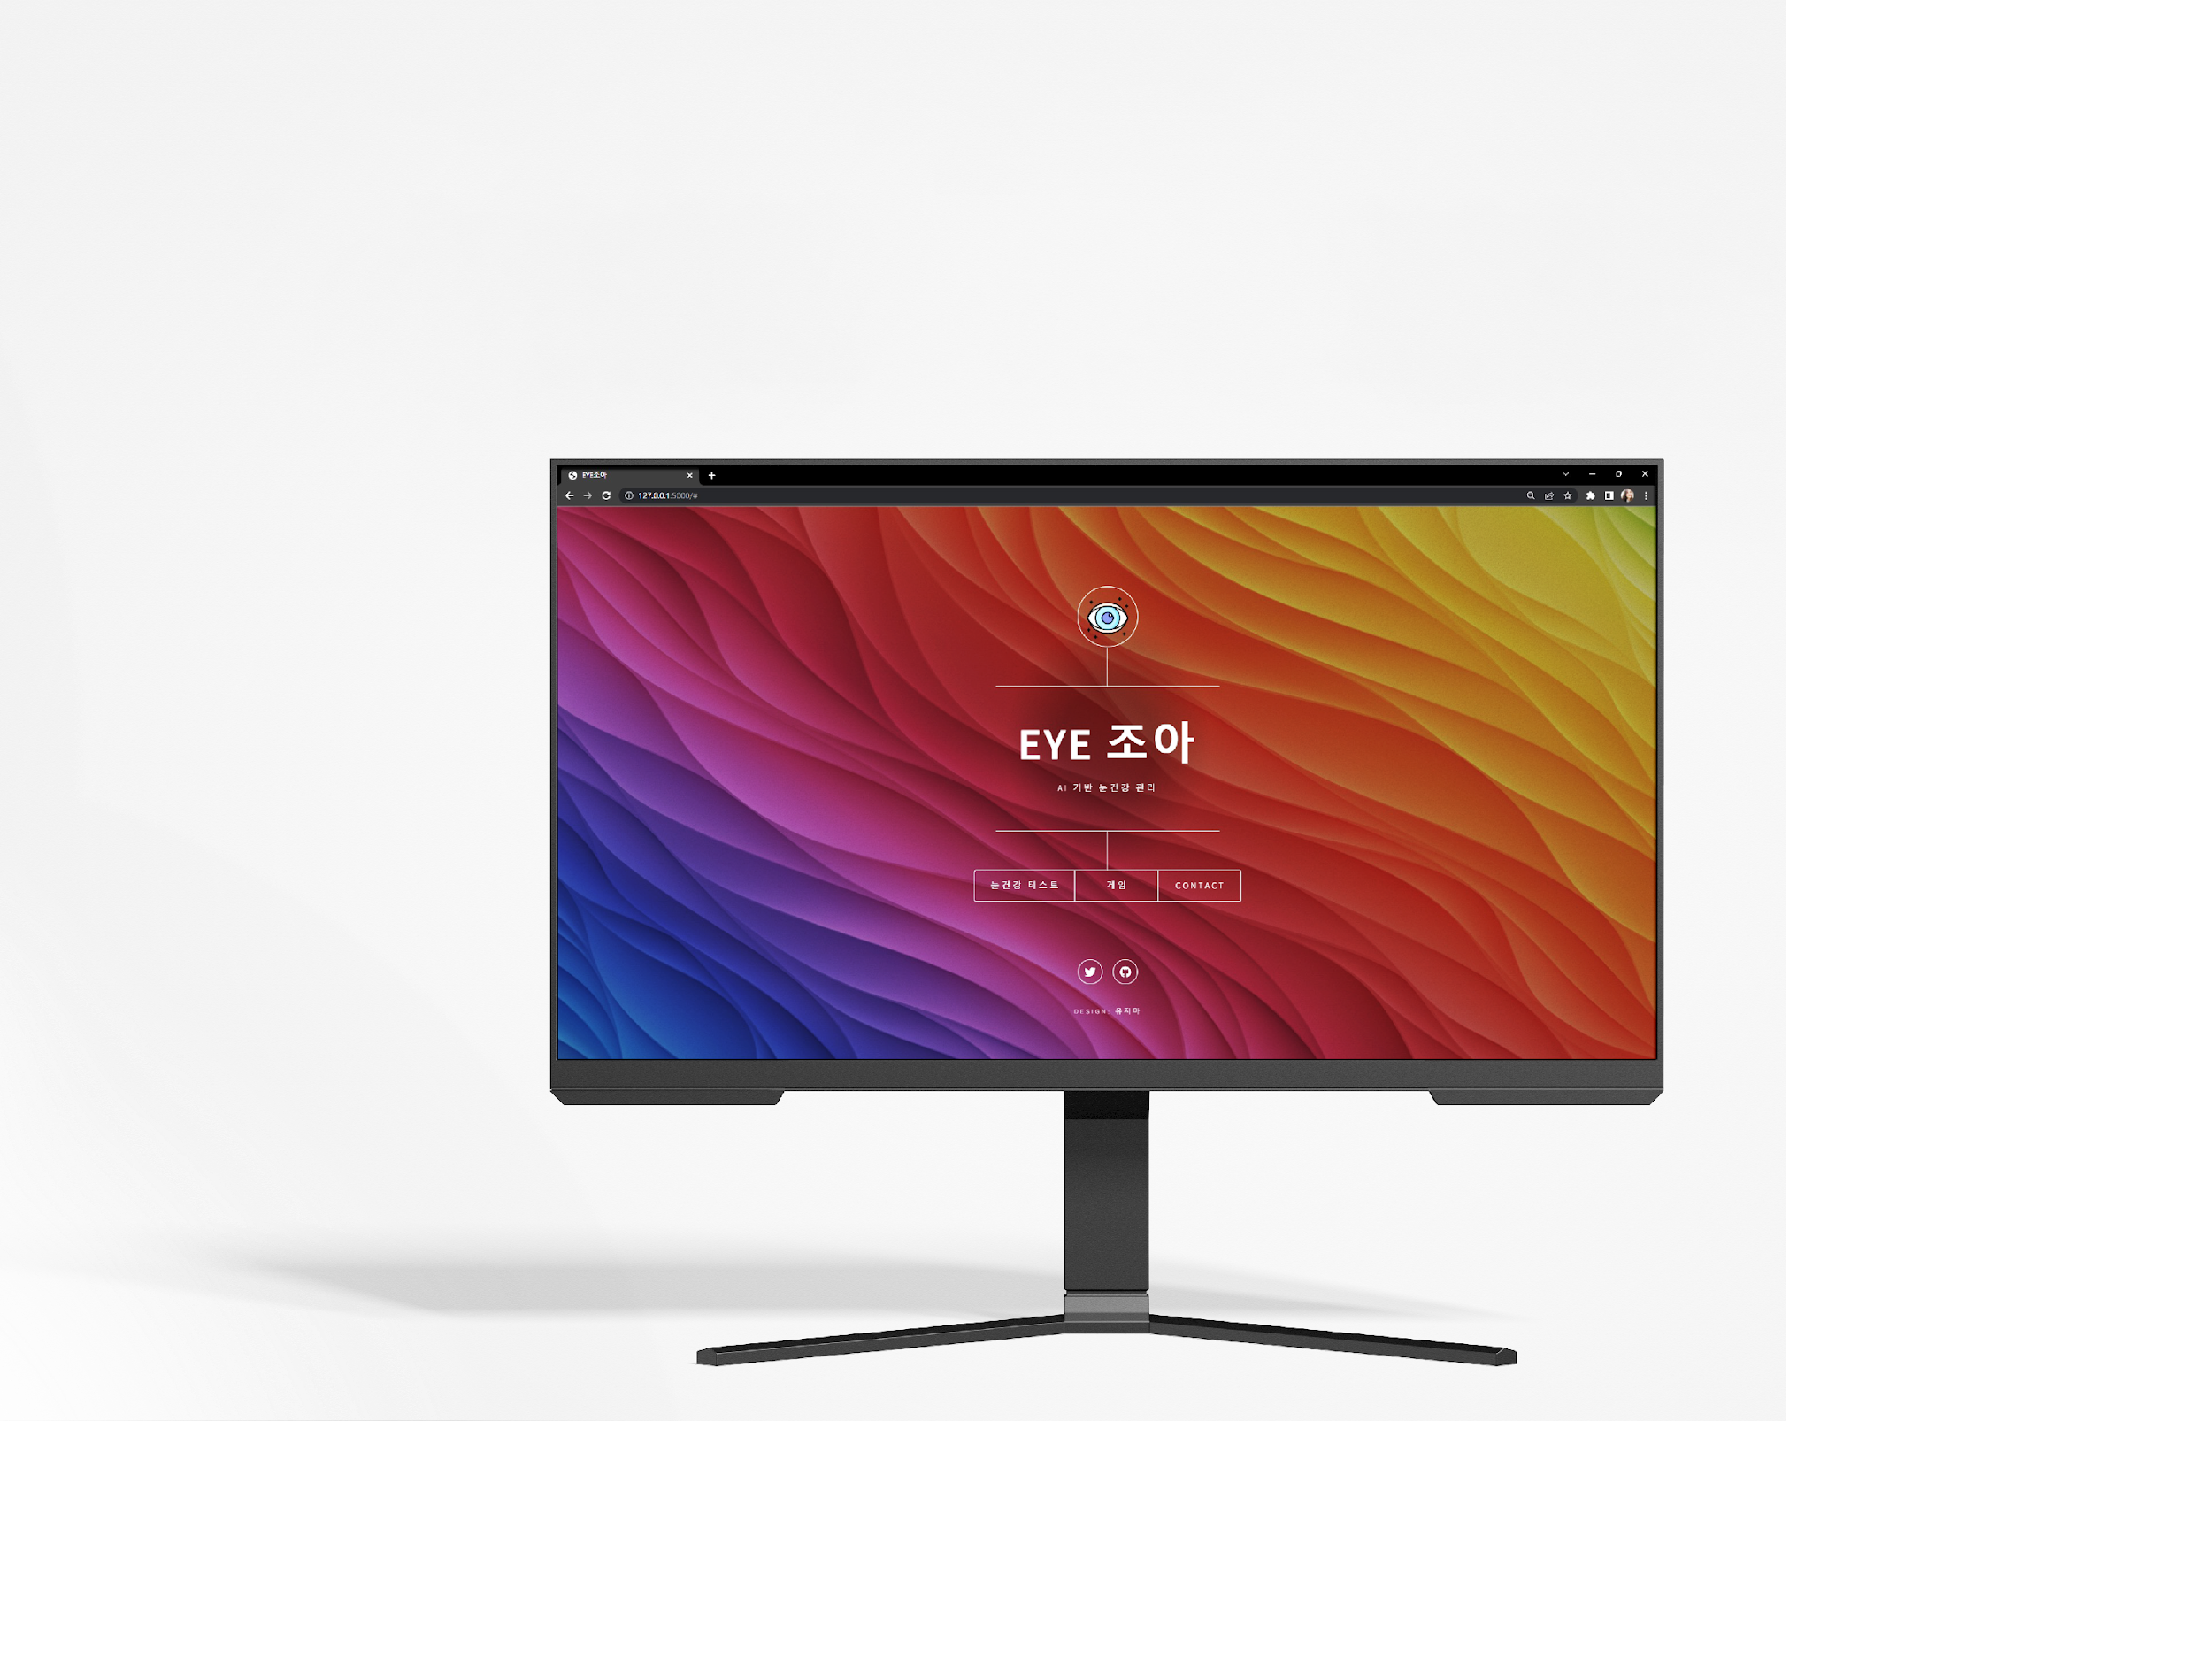 EYE조아
127.0.0.1:5000/#
EYE 조아
AI 기반 눈건강 관리
눈건강 테스트 게임 CONTACT
DESIGN: 유지아